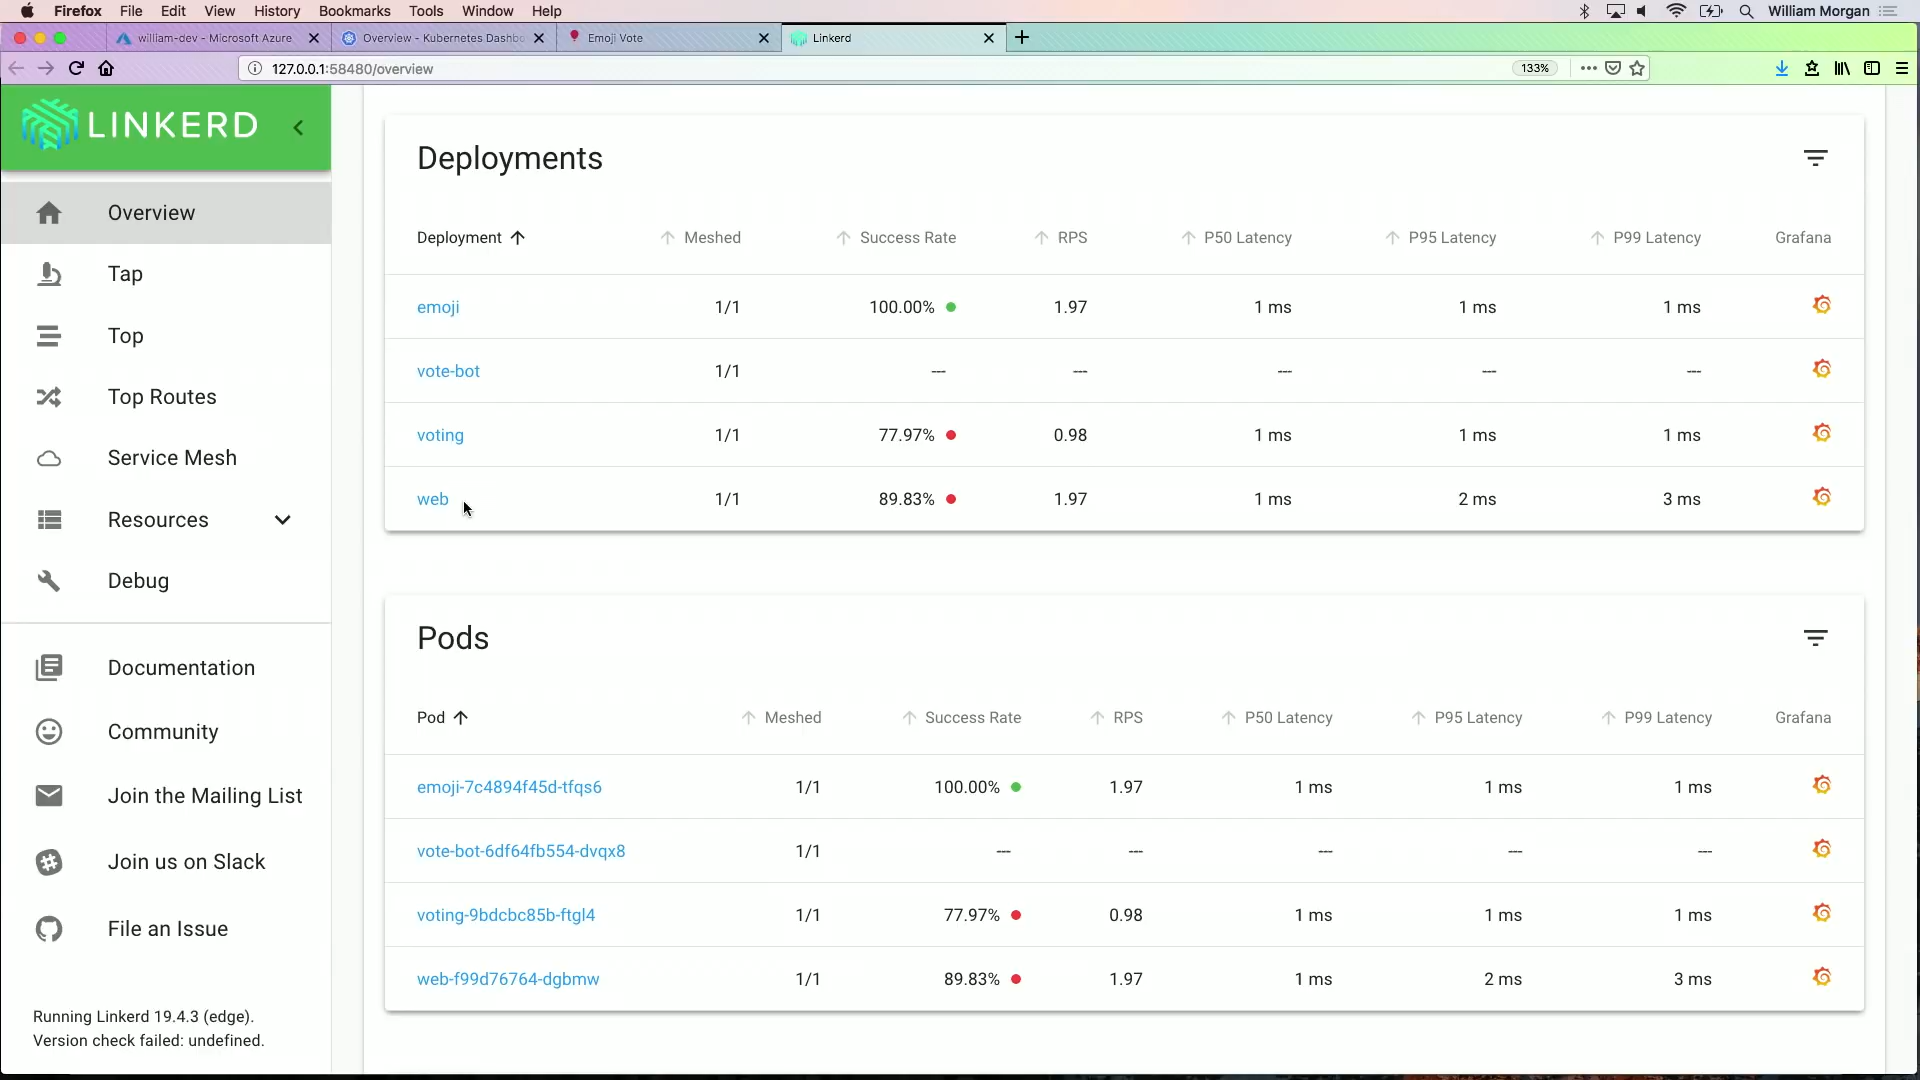 Firefox File Edit View History Bookmarks Tools Window Help William Morgan
william-dev - Microsoft Azure Overview - Kubernetes Dashbo Emoji Vote Linkerd
127.0.0.1:58480/overview 133%
LINKERD
Overview
Tap
Top
Top Routes
Service Mesh
Resources
Debug
Documentation
Community
Join the Mailing List
Join us on Slack
File an Issue
Running Linkerd 19.4.3 (edge).
Version check failed: undefined.
Deployments
Deployment Meshed Success Rate RPS P50 Latency P95 Latency P99 Latency Grafana
emoji 1/1 100.00% 1.97 1 ms 1 ms 1 ms
vote-bot 1/1 --- --- --- --- ---
voting 1/1 77.97% 0.98 1 ms 1 ms 1 ms
web 1/1 89.83% 1.97 1 ms 2 ms 3 ms
Pods
Pod Meshed Success Rate RPS P50 Latency P95 Latency P99 Latency Grafana
emoji-7c4894f45d-tfqs6 1/1 100.00% 1.97 1 ms 1 ms 1 ms
vote-bot-6df64fb554-dvqx8 1/1 --- --- --- --- ---
voting-9bdcbc85b-ftgl4 1/1 77.97% 0.98 1 ms 1 ms 1 ms
web-f99d76764-dgbmw 1/1 89.83% 1.97 1 ms 2 ms 3 ms